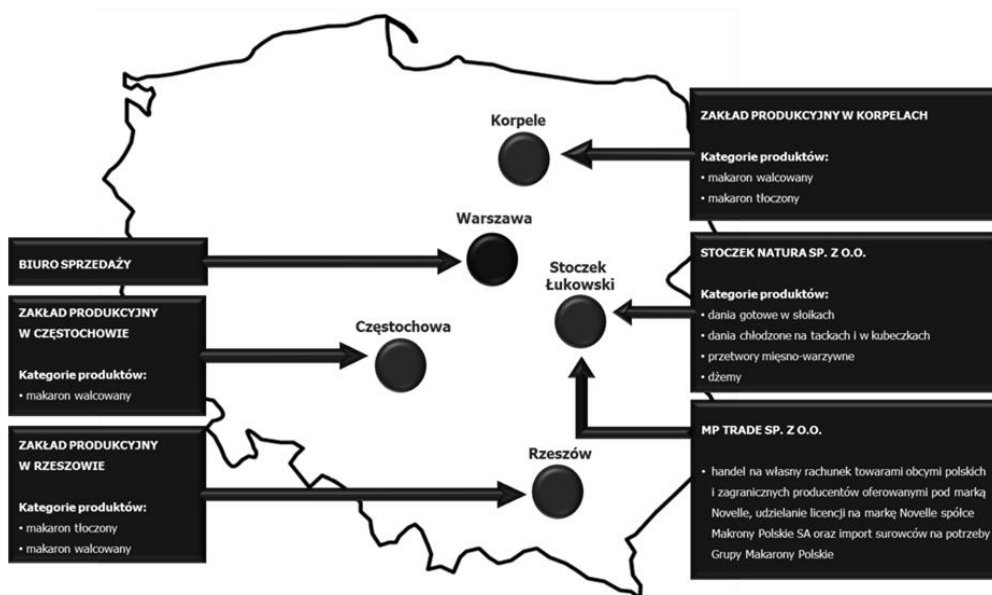 Korpele
Warszawa
Stoczek
Łukowski
Częstochowa
Rzeszów
BIURO SPRZEDAŻY
ZAKŁAD PRODUKCYJNY
W CZĘSTOCHOWIE
Kategorie produktów:
• makaron walcowany
ZAKŁAD PRODUKCYJNY
W RZESZOWIE
Kategorie produktów:
• makaron tłoczony
• makaron walcowany
ZAKŁAD PRODUKCYJNY W KORPELACH
Kategorie produktów:
• makaron walcowany
• makaron tłoczony
STOCZEK NATURA SP. Z O.O.
Kategorie produktów:
• dania gotowe w słoikach
• dania chłodzone na tackach i w kubeczkach
• przetwory mięsno-warzywne
• dżemy
MP TRADE SP. Z O.O.
• handel na własny rachunek towarami obcymi polskich
i zagranicznych producentów oferowanymi pod marką
Novelle, udzielanie licencji na markę Novelle spółce
Makrony Polskie SA oraz import surowców na potrzeby
Grupy Makarony Polskie